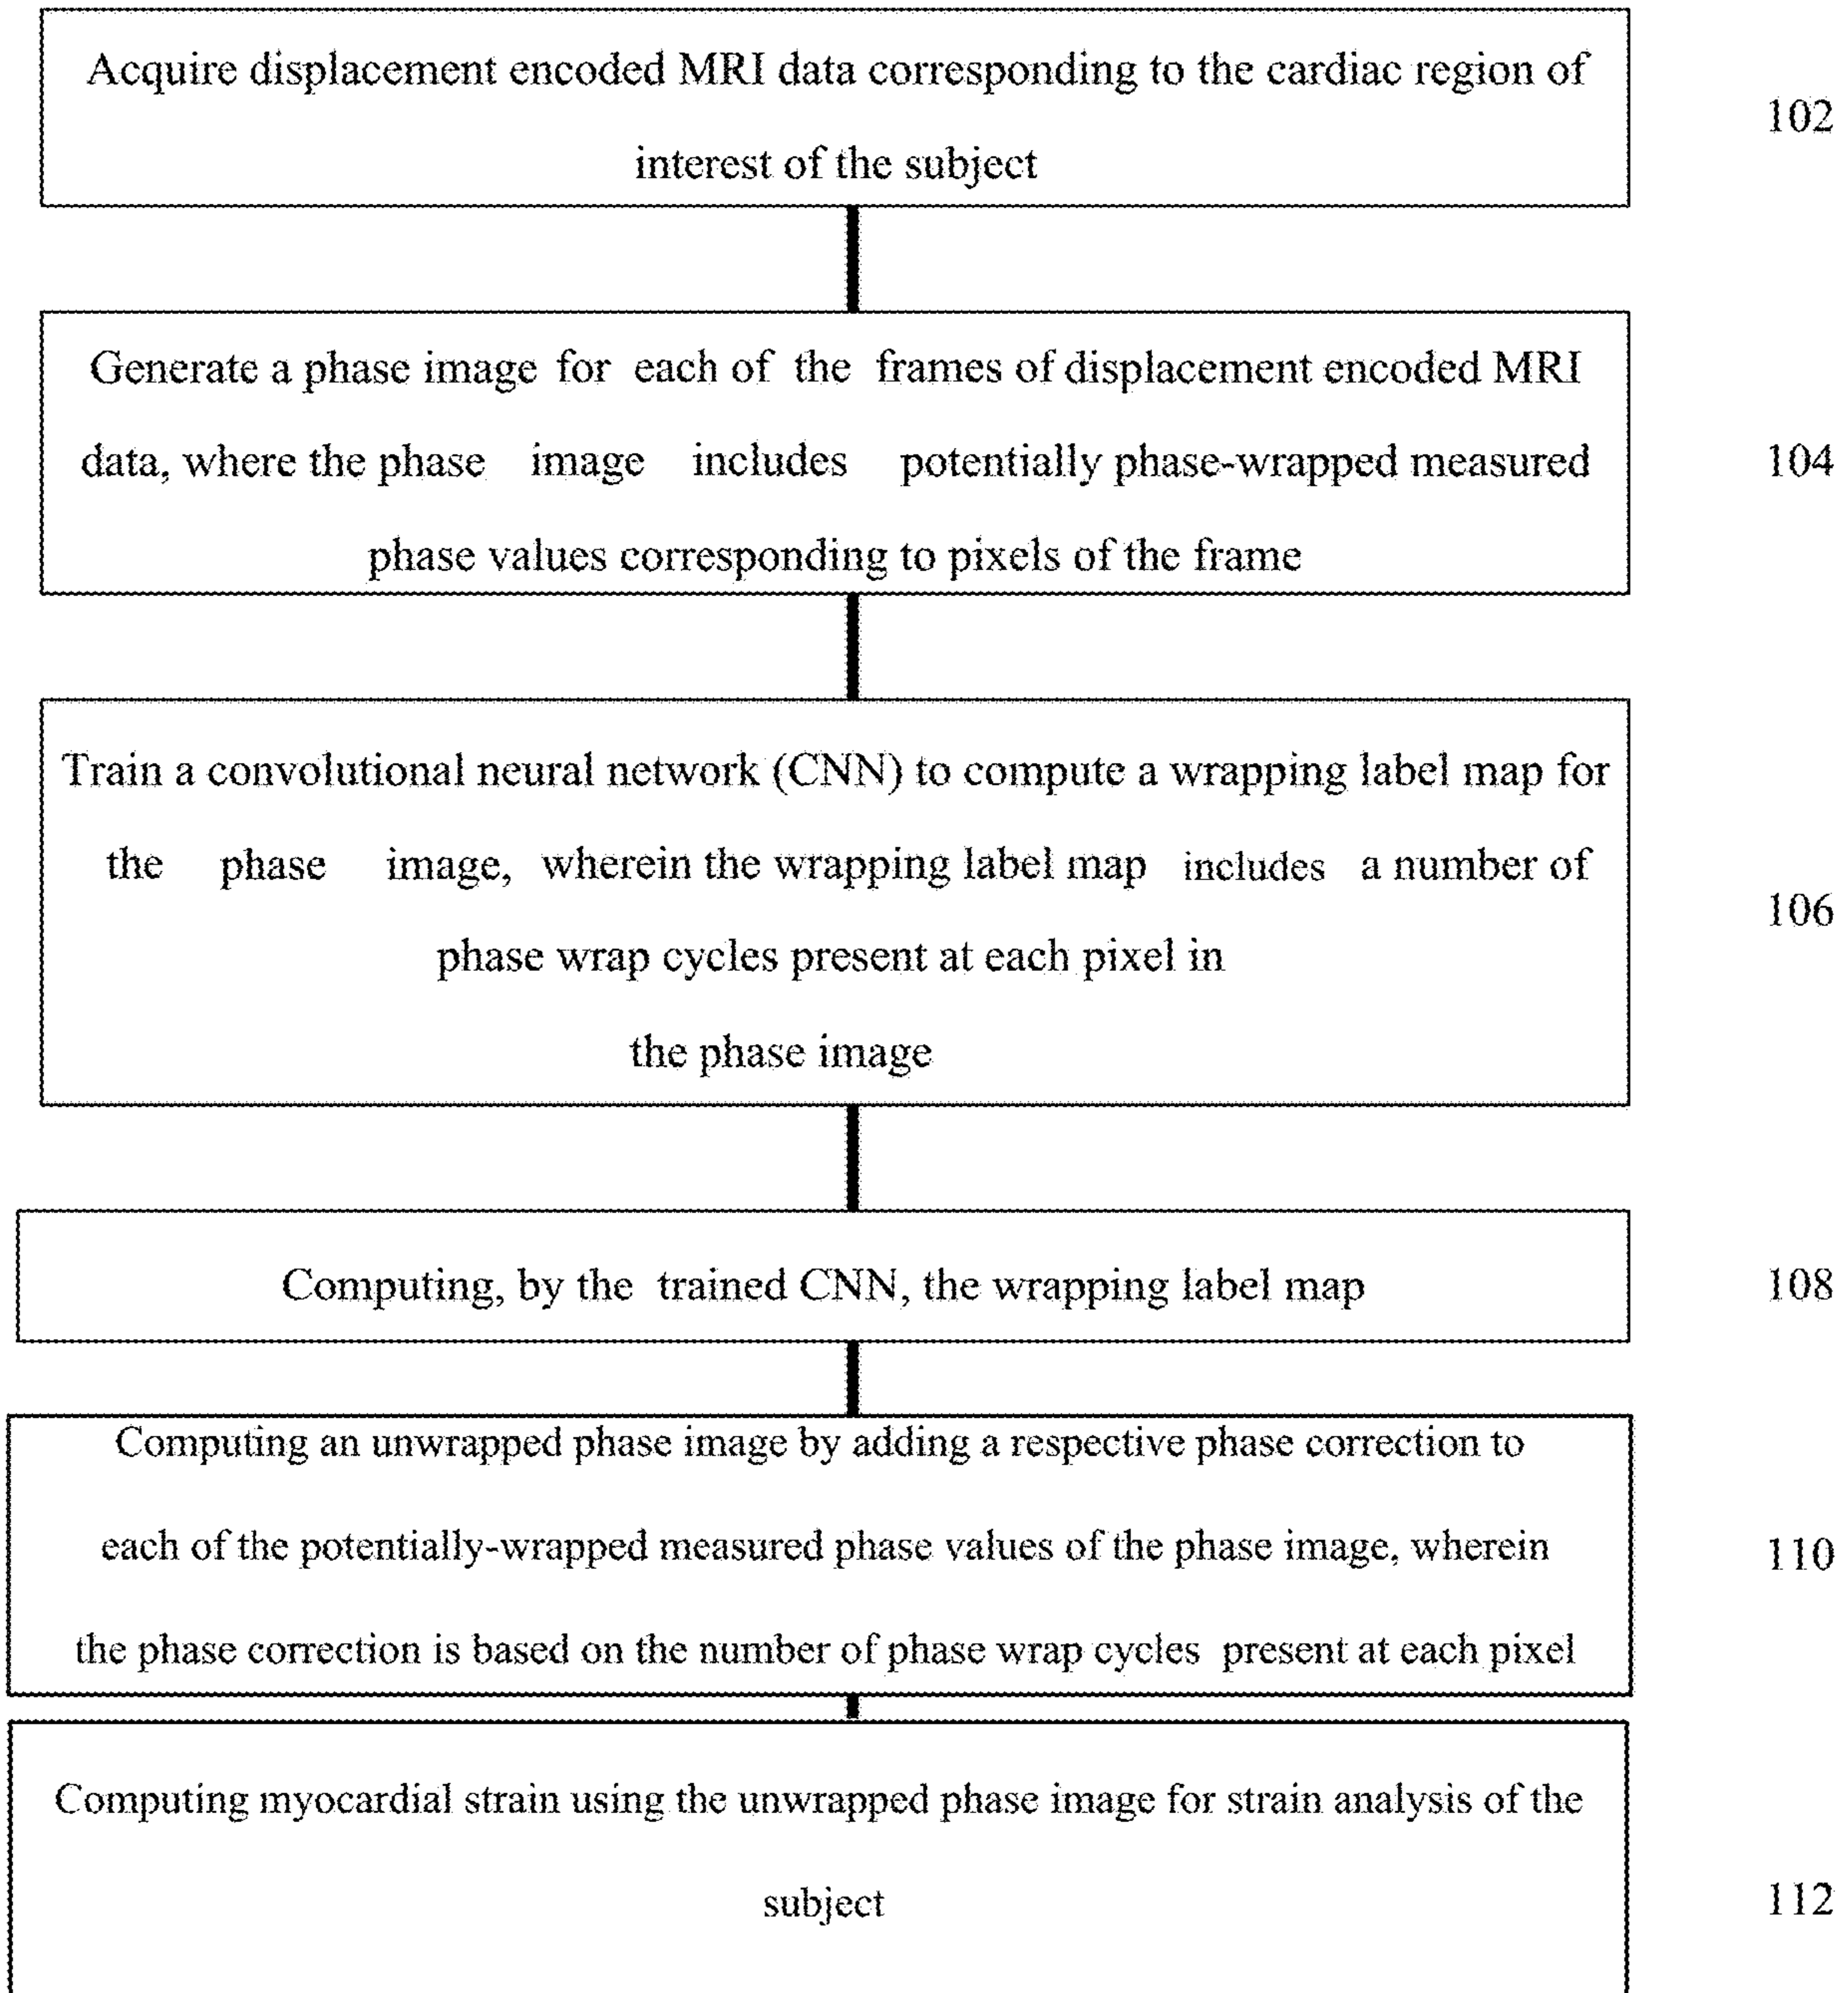 Acquire displacement encoded MRI data corresponding to the cardiac region of
interest of the subject
102
Generate a phase image for each of the frames of displacement encoded MRI
data, where the phase image includes potentially phase-wrapped measured
phase values corresponding to pixels of the frame
104
Train a convolutional neural network (CNN) to compute a wrapping label map for
the phase image, wherein the wrapping label map includes a number of
phase wrap cycles present at each pixel in
the phase image
106
Computing, by the trained CNN, the wrapping label map
108
Computing an unwrapped phase image by adding a respective phase correction to
each of the potentially-wrapped measured phase values of the phase image, wherein
the phase correction is based on the number of phase wrap cycles present at each pixel
110
Computing myocardial strain using the unwrapped phase image for strain analysis of the
subject
112